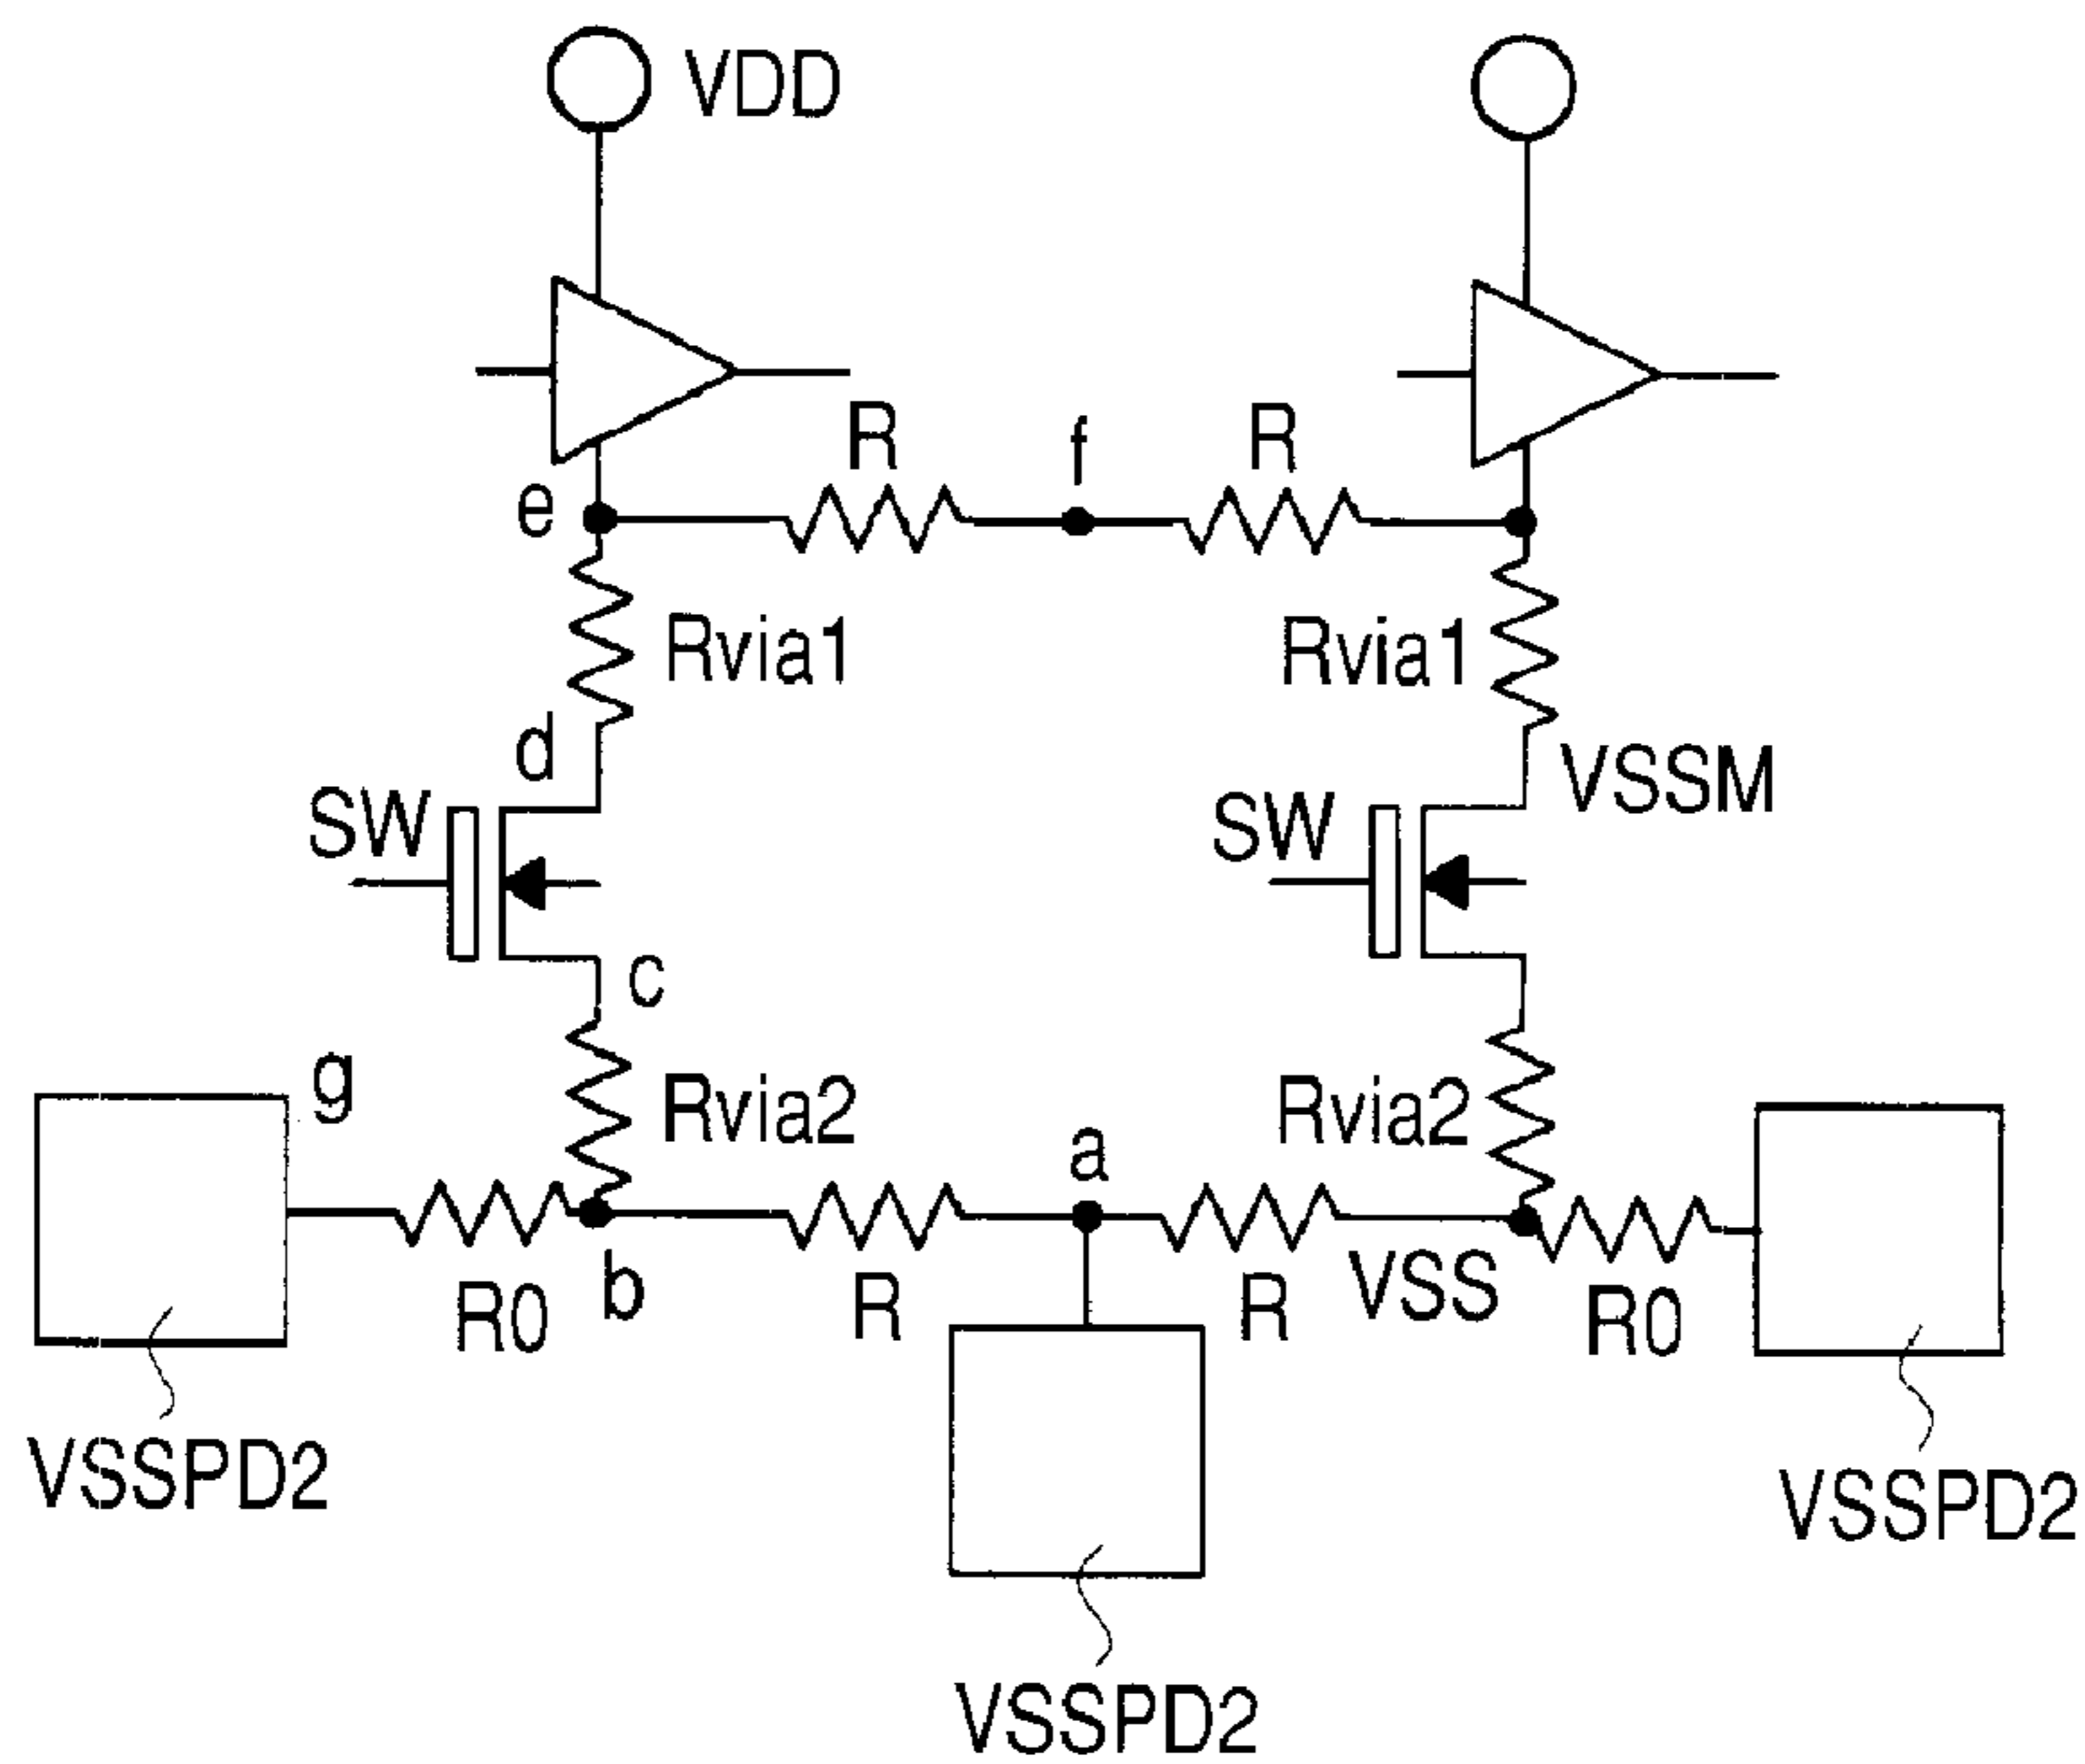 VDD
R
f
R
e
Rvia1
Rvia1
d
VSSM
SW
SW
c
g
Rvia2
Rvia2
a
R0
b
R
R
VSS
R0
VSSPD2
VSSPD2
VSSPD2